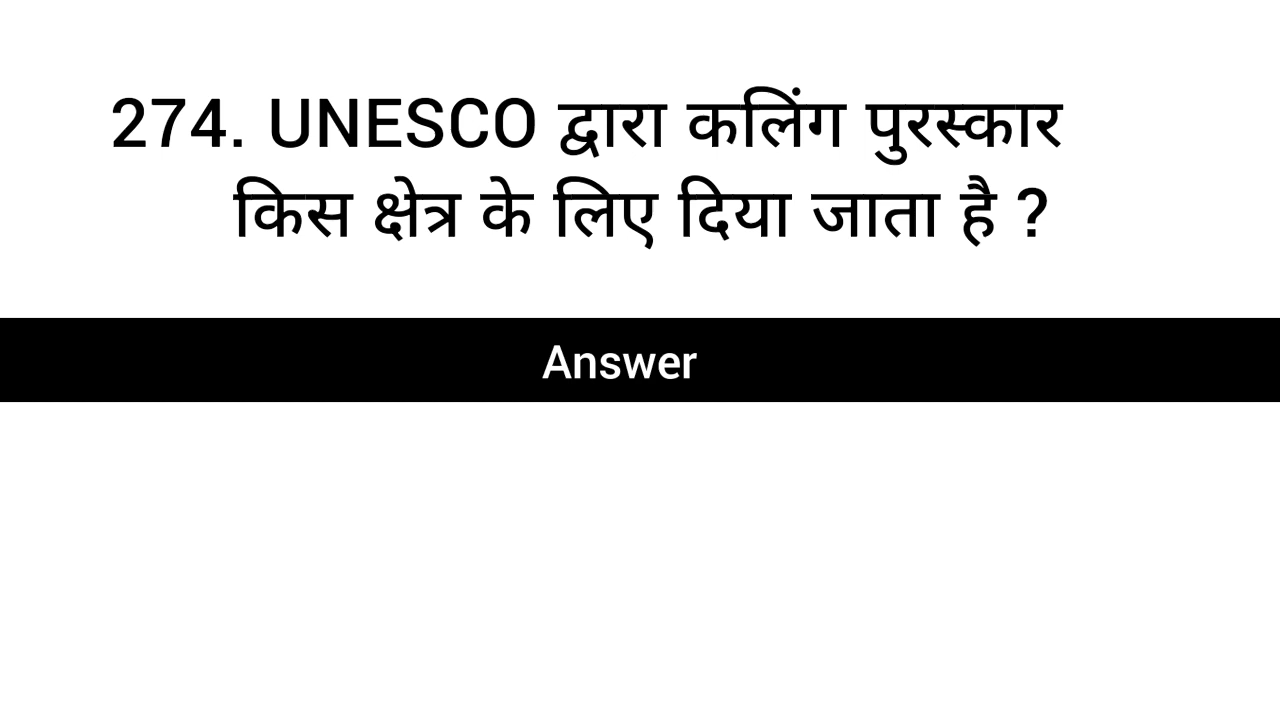 274. UNESCO द्वारा कलिंग पुरस्कार
किस क्षेत्र के लिए दिया जाता है ?
Answer